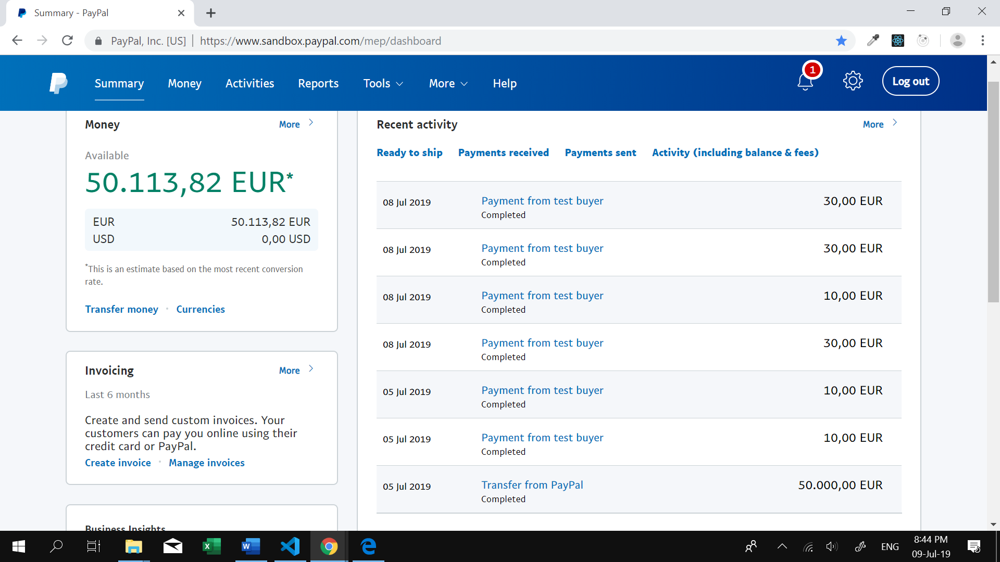 Summary - PayPal
PayPal, Inc. [US] | https://www.sandbox.paypal.com/mep/dashboard
Summary Money Activities Reports Tools More Help 1 Log out
Money More
Available
50.113,82 EUR*
EUR 50.113,82 EUR
USD 0,00 USD
*This is an estimate based on the most recent conversion
rate.
Transfer money • Currencies
Invoicing More
Last 6 months
Create and send custom invoices. Your
customers can pay you online using their
credit card or PayPal.
Create invoice • Manage invoices
Business Insights
Recent activity More
Ready to ship Payments received Payments sent Activity (including balance & fees)
08 Jul 2019 Payment from test buyer 30,00 EUR
Completed
08 Jul 2019 Payment from test buyer 30,00 EUR
Completed
08 Jul 2019 Payment from test buyer 10,00 EUR
Completed
08 Jul 2019 Payment from test buyer 30,00 EUR
Completed
05 Jul 2019 Payment from test buyer 10,00 EUR
Completed
05 Jul 2019 Payment from test buyer 10,00 EUR
Completed
05 Jul 2019 Transfer from PayPal 50.000,00 EUR
Completed
ENG
8:44 PM
09-Jul-19